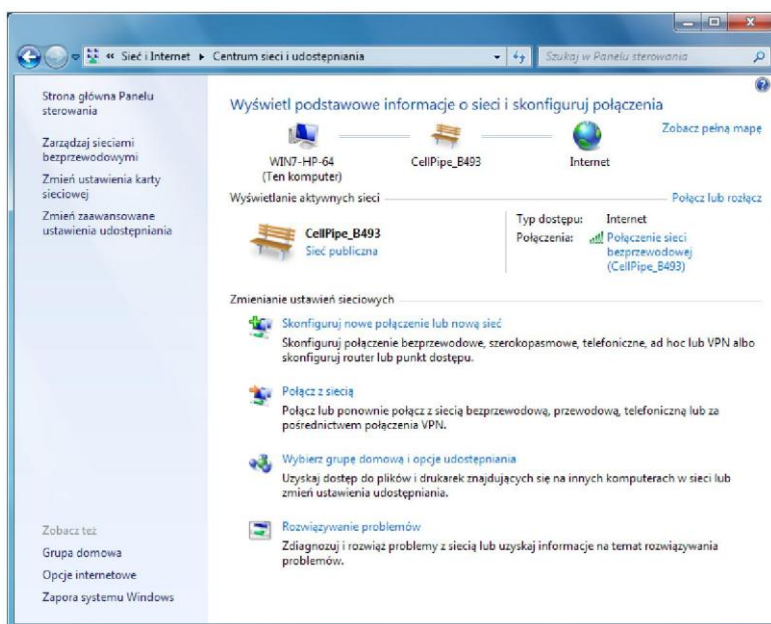 « Sieć i Internet ▸ Centrum sieci i udostępniania
Szukaj w Panelu sterowania
Strona główna Panelu
sterowania
Zarządzaj sieciami
bezprzewodowymi
Zmień ustawienia karty
sieciowej
Zmień zaawansowane
ustawienia udostępniania
Zobacz też
Grupa domowa
Opcje internetowe
Zapora systemu Windows
Wyświetl podstawowe informacje o sieci i skonfiguruj połączenia
Zobacz pełną mapę
WIN7-HP-64
(Ten komputer)
CellPipe_B493
Internet
Wyświetlanie aktywnych sieci
Połącz lub rozłącz
CellPipe_B493
Sieć publiczna
Typ dostępu: Internet
Połączenia: Połączenie sieci
bezprzewodowej
(CellPipe_B493)
Zmienianie ustawień sieciowych
Skonfiguruj nowe połączenie lub nową sieć
Skonfiguruj połączenie bezprzewodowe, szerokopasmowe, telefoniczne, ad hoc lub VPN albo
skonfiguruj router lub punkt dostępu.
Połącz z siecią
Połącz lub ponownie połącz z siecią bezprzewodową, przewodową, telefoniczną lub za
pośrednictwem połączenia VPN.
Wybierz grupę domową i opcje udostępniania
Uzyskaj dostęp do plików i drukarek znajdujących się na innych komputerach w sieci lub
zmień ustawienia udostępniania.
Rozwiązywanie problemów
Zdiagnozuj i rozwiąż problemy z siecią lub uzyskaj informacje na temat rozwiązywania
problemów.